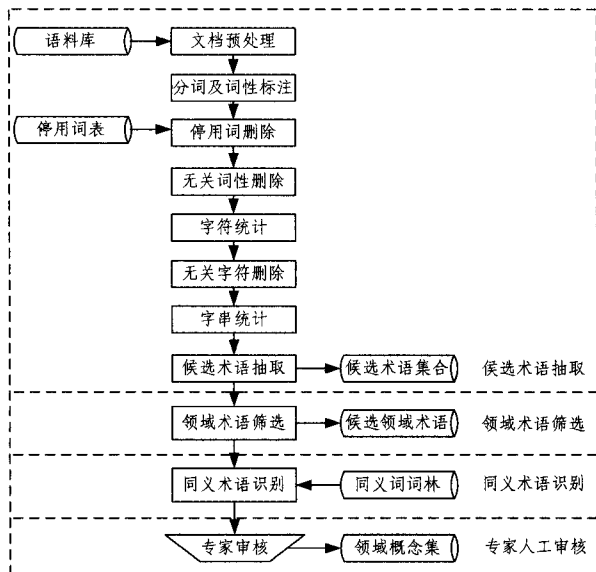 语料库 文档预处理
分词及词性标注
停用词表 停用词删除
无关词性删除
字符统计
无关字符删除
字串统计
候选术语抽取 候选术语集合 候选术语抽取
领域术语筛选 候选领域术语 领域术语筛选
同义术语识别 同义词词林 同义术语识别
专家审核 领域概念集 专家人工审核